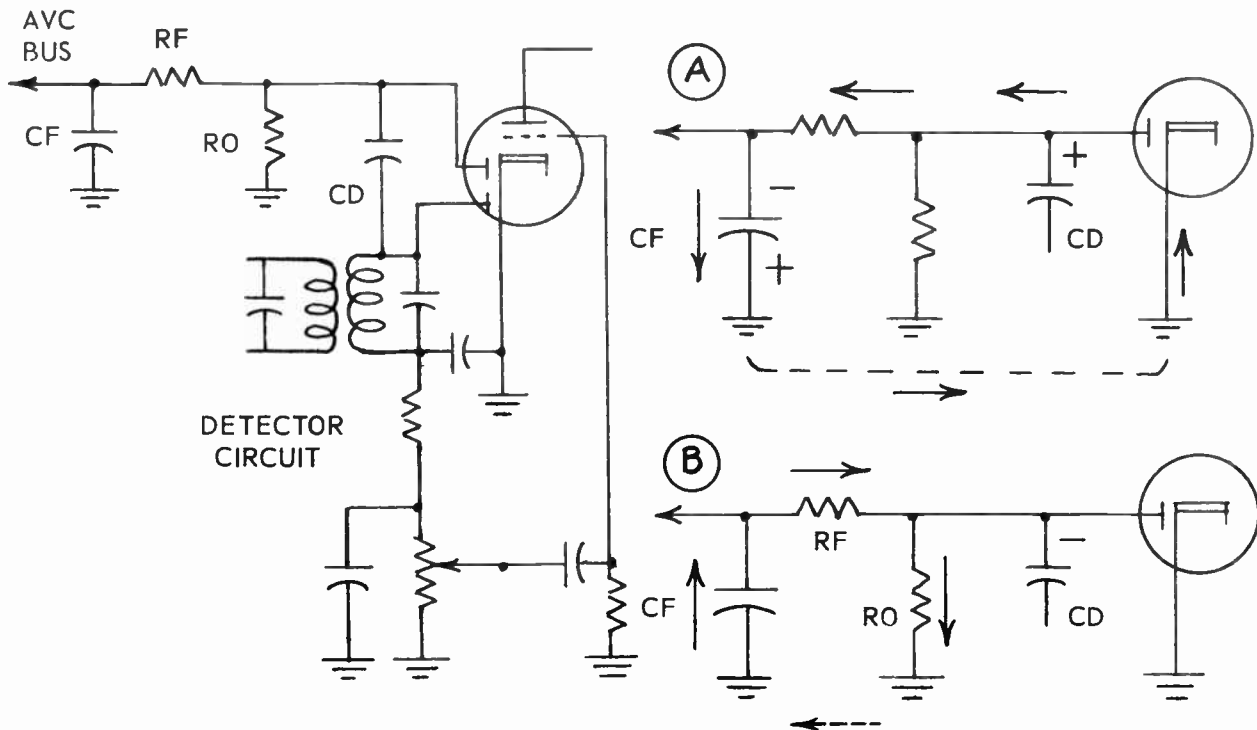 AVC
BUS
RF
CF
RO
CD
DETECTOR
CIRCUIT
A
+
CF
-
+
CD
B
RF
-
CF
RO
CD